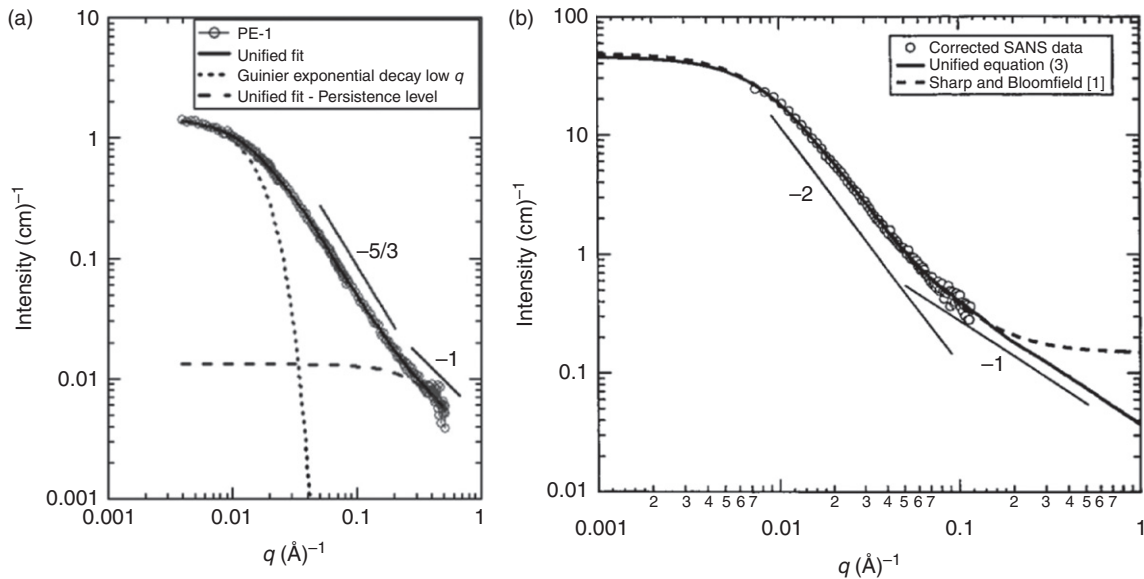 (a)
10
1
0.1
0.01
0.001
Intensity (cm)⁻¹
PE-1
Unified fit
Guinier exponential decay low q
Unified fit - Persistence level
–5/3
–1
0.001
0.01
0.1
1
q (Å)⁻¹
(b)
100
10
1
0.1
0.01
Intensity (cm)⁻¹
Corrected SANS data
Unified equation (3)
Sharp and Bloomfield [1]
–2
–1
2 3 4 5 6 7 2 3 4 5 6 7 2 3 4 5 6 7
0.001
0.01
0.1
1
q (Å)⁻¹